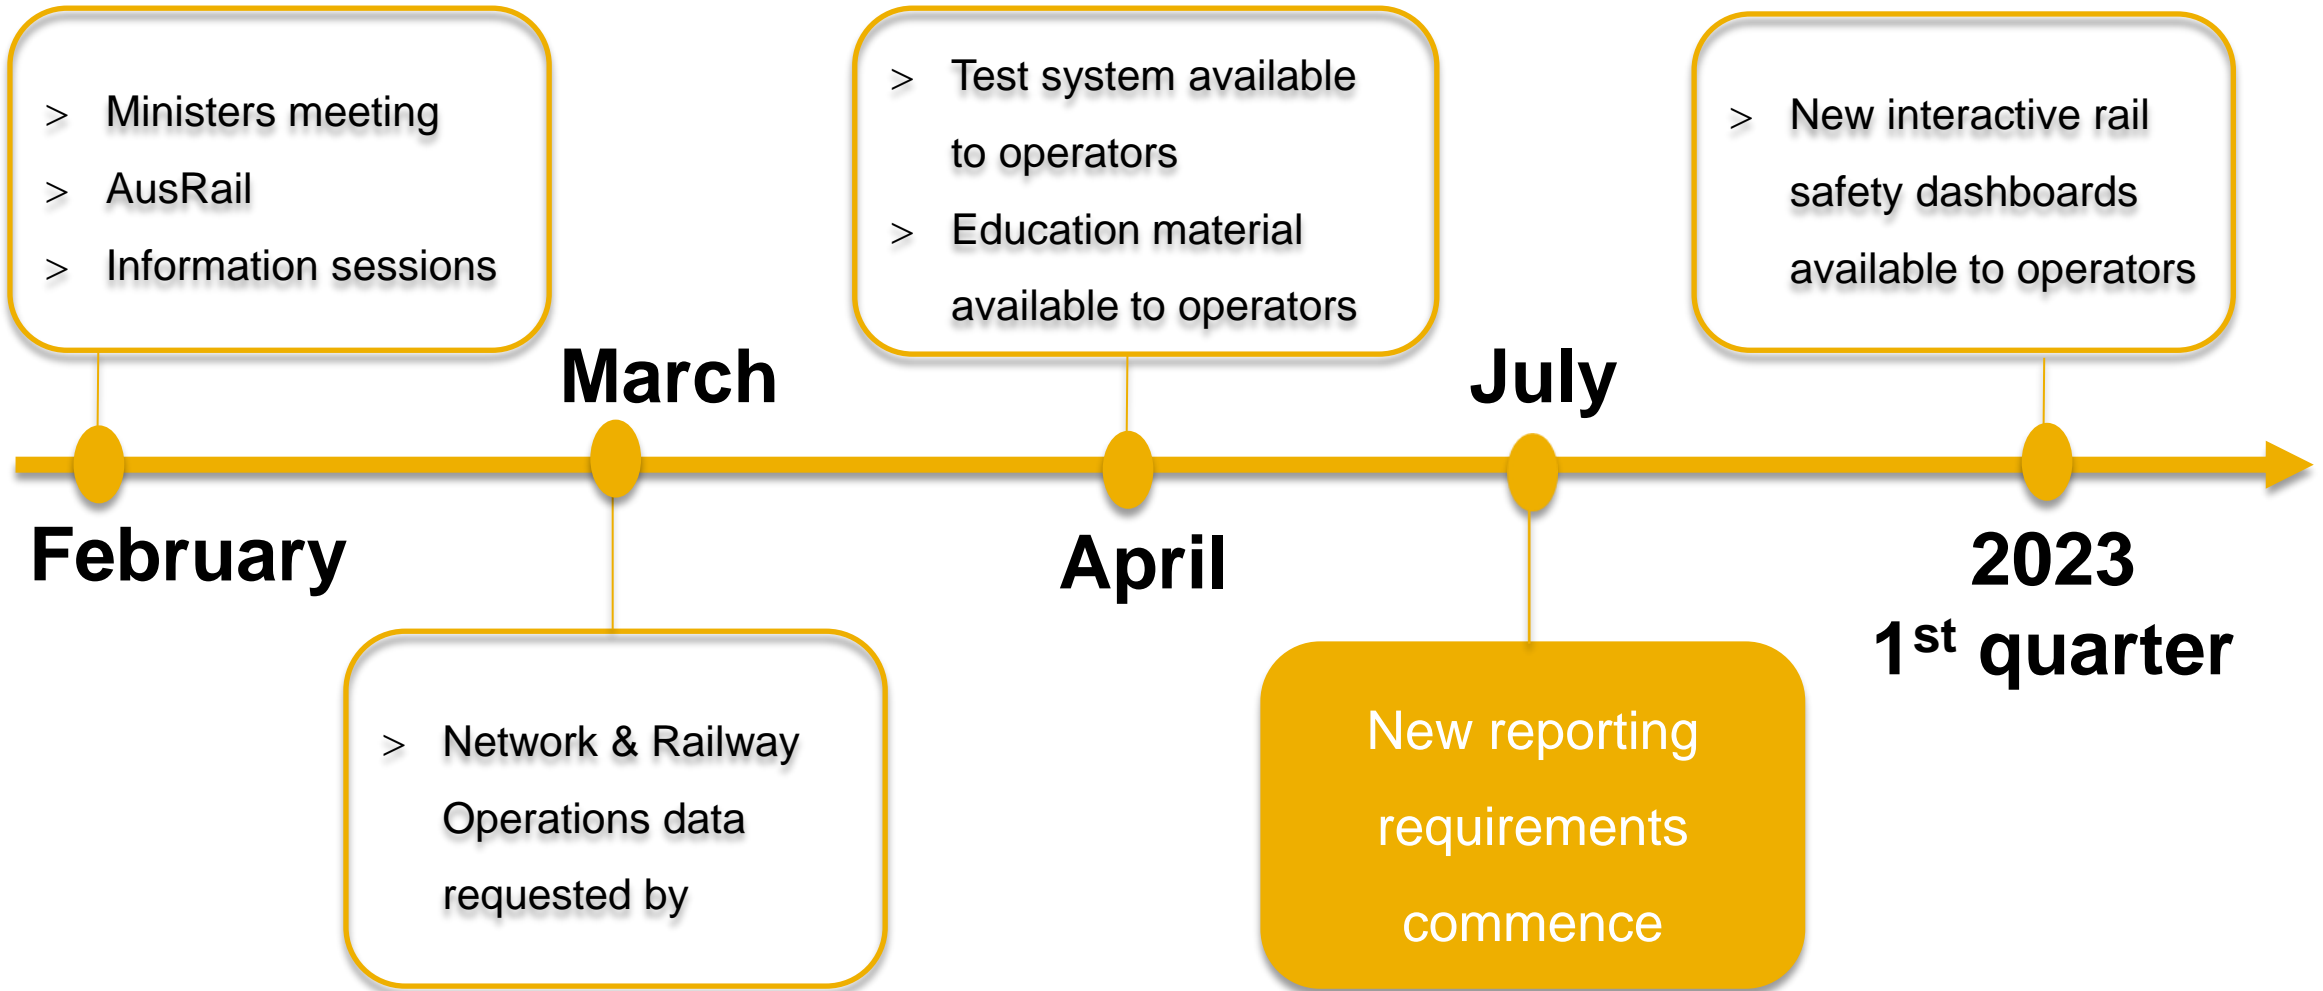 > Ministers meeting
> AusRail
> Information sessions
February
March
> Network & Railway
Operations data
requested by
> Test system available
to operators
> Education material
available to operators
April
July
New reporting
requirements
commence
> New interactive rail
safety dashboards
available to operators
2023
1st quarter